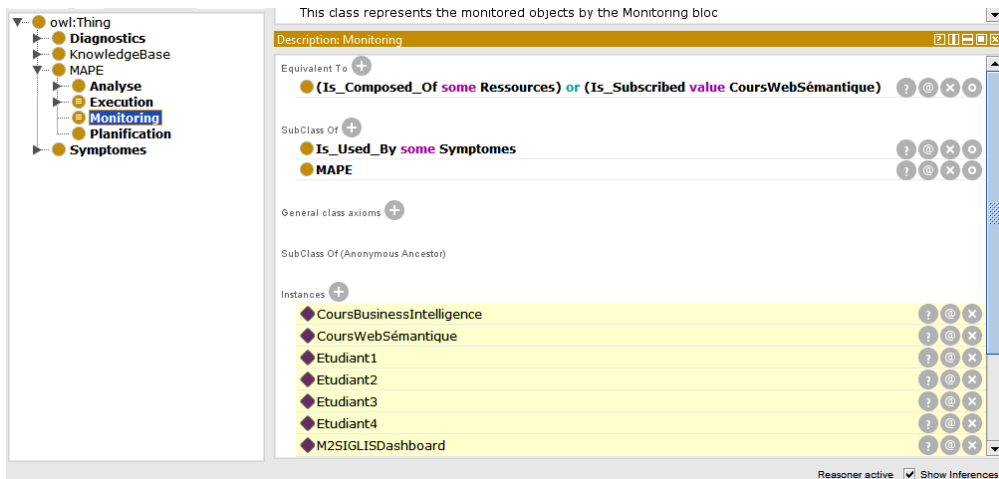 This class represents the monitored objects by the Monitoring bloc
owl:Thing
Diagnostics
KnowledgeBase
MAPE
Analyse
Execution
Monitoring
Planification
Symptomes
Description: Monitoring
Equivalent To
(Is_Composed_Of some Ressources) or (Is_Subscribed value CoursWebSémantique)
SubClass Of
Is_Used_By some Symptomes
MAPE
General class axioms
SubClass Of (Anonymous Ancestor)
Instances
CoursBusinessIntelligence
CoursWebSémantique
Etudiant1
Etudiant2
Etudiant3
Etudiant4
M2SIGLISDashboard
Reasoner active Show Inferences